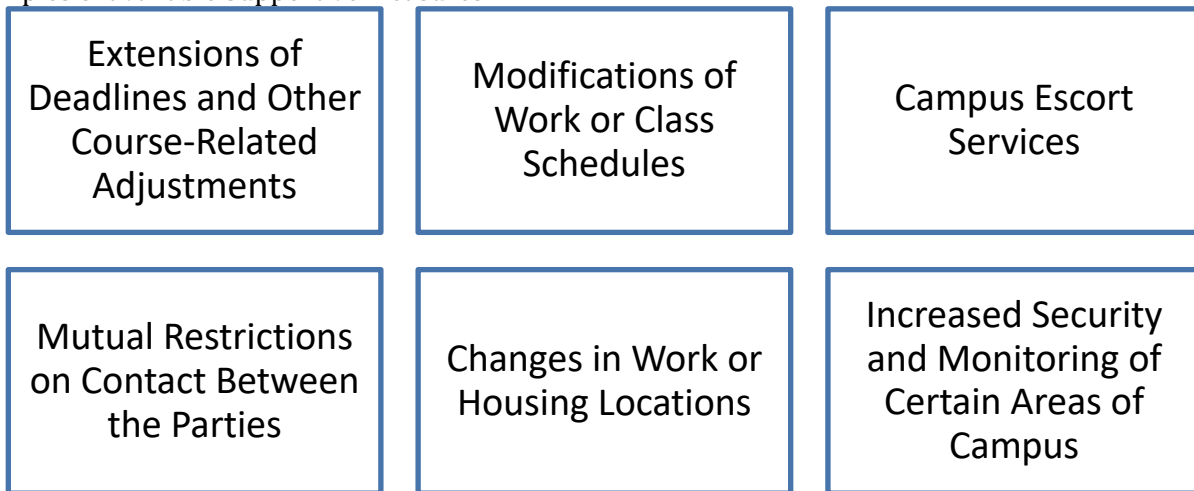 Extensions of
Deadlines and Other
Course-Related
Adjustments
Modifications of
Work or Class
Schedules
Campus Escort
Services
Mutual Restrictions
on Contact Between
the Parties
Changes in Work or
Housing Locations
Increased Security
and Monitoring of
Certain Areas of
Campus